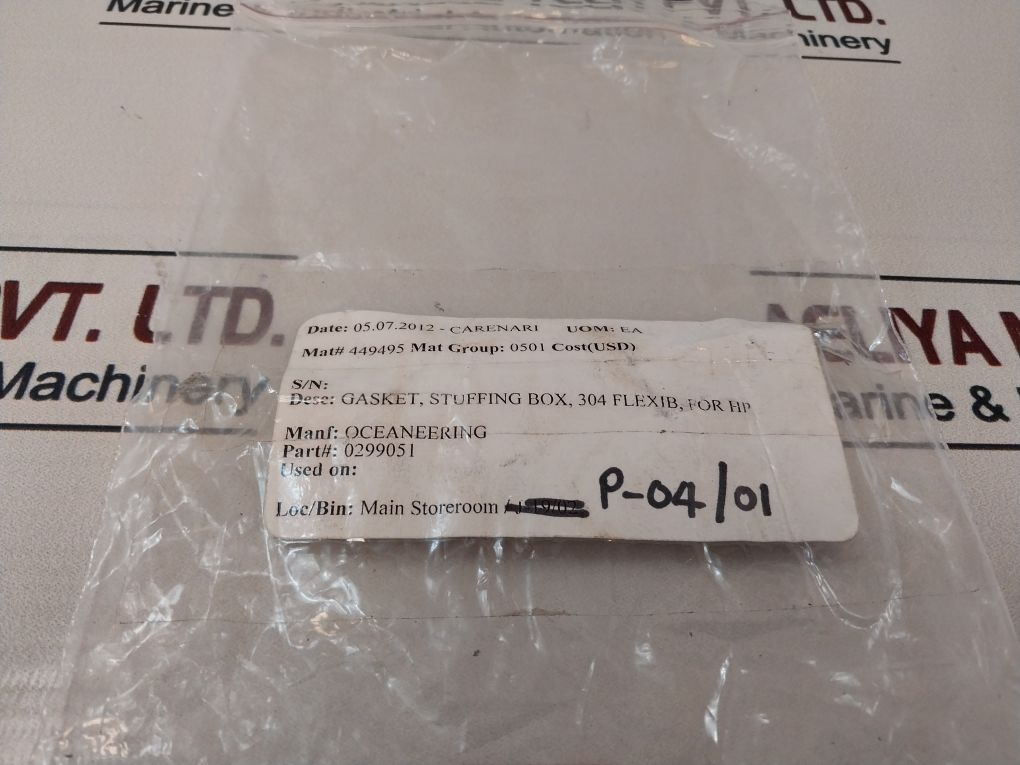 Marine
LTD.
Machinery
VT. LTD.
Machinery
Marine &
Date: 05.07.2012 - CARENARI UOM: EA
Mat# 449495 Mat Group: 0501 Cost(USD)
S/N:
Desc: GASKET, STUFFING BOX, 304 FLEXIB, FOR HP
Manf: OCEANEERING
Part#: 0299051
Used on:
Loc/Bin: Main Storeroom P-04/01